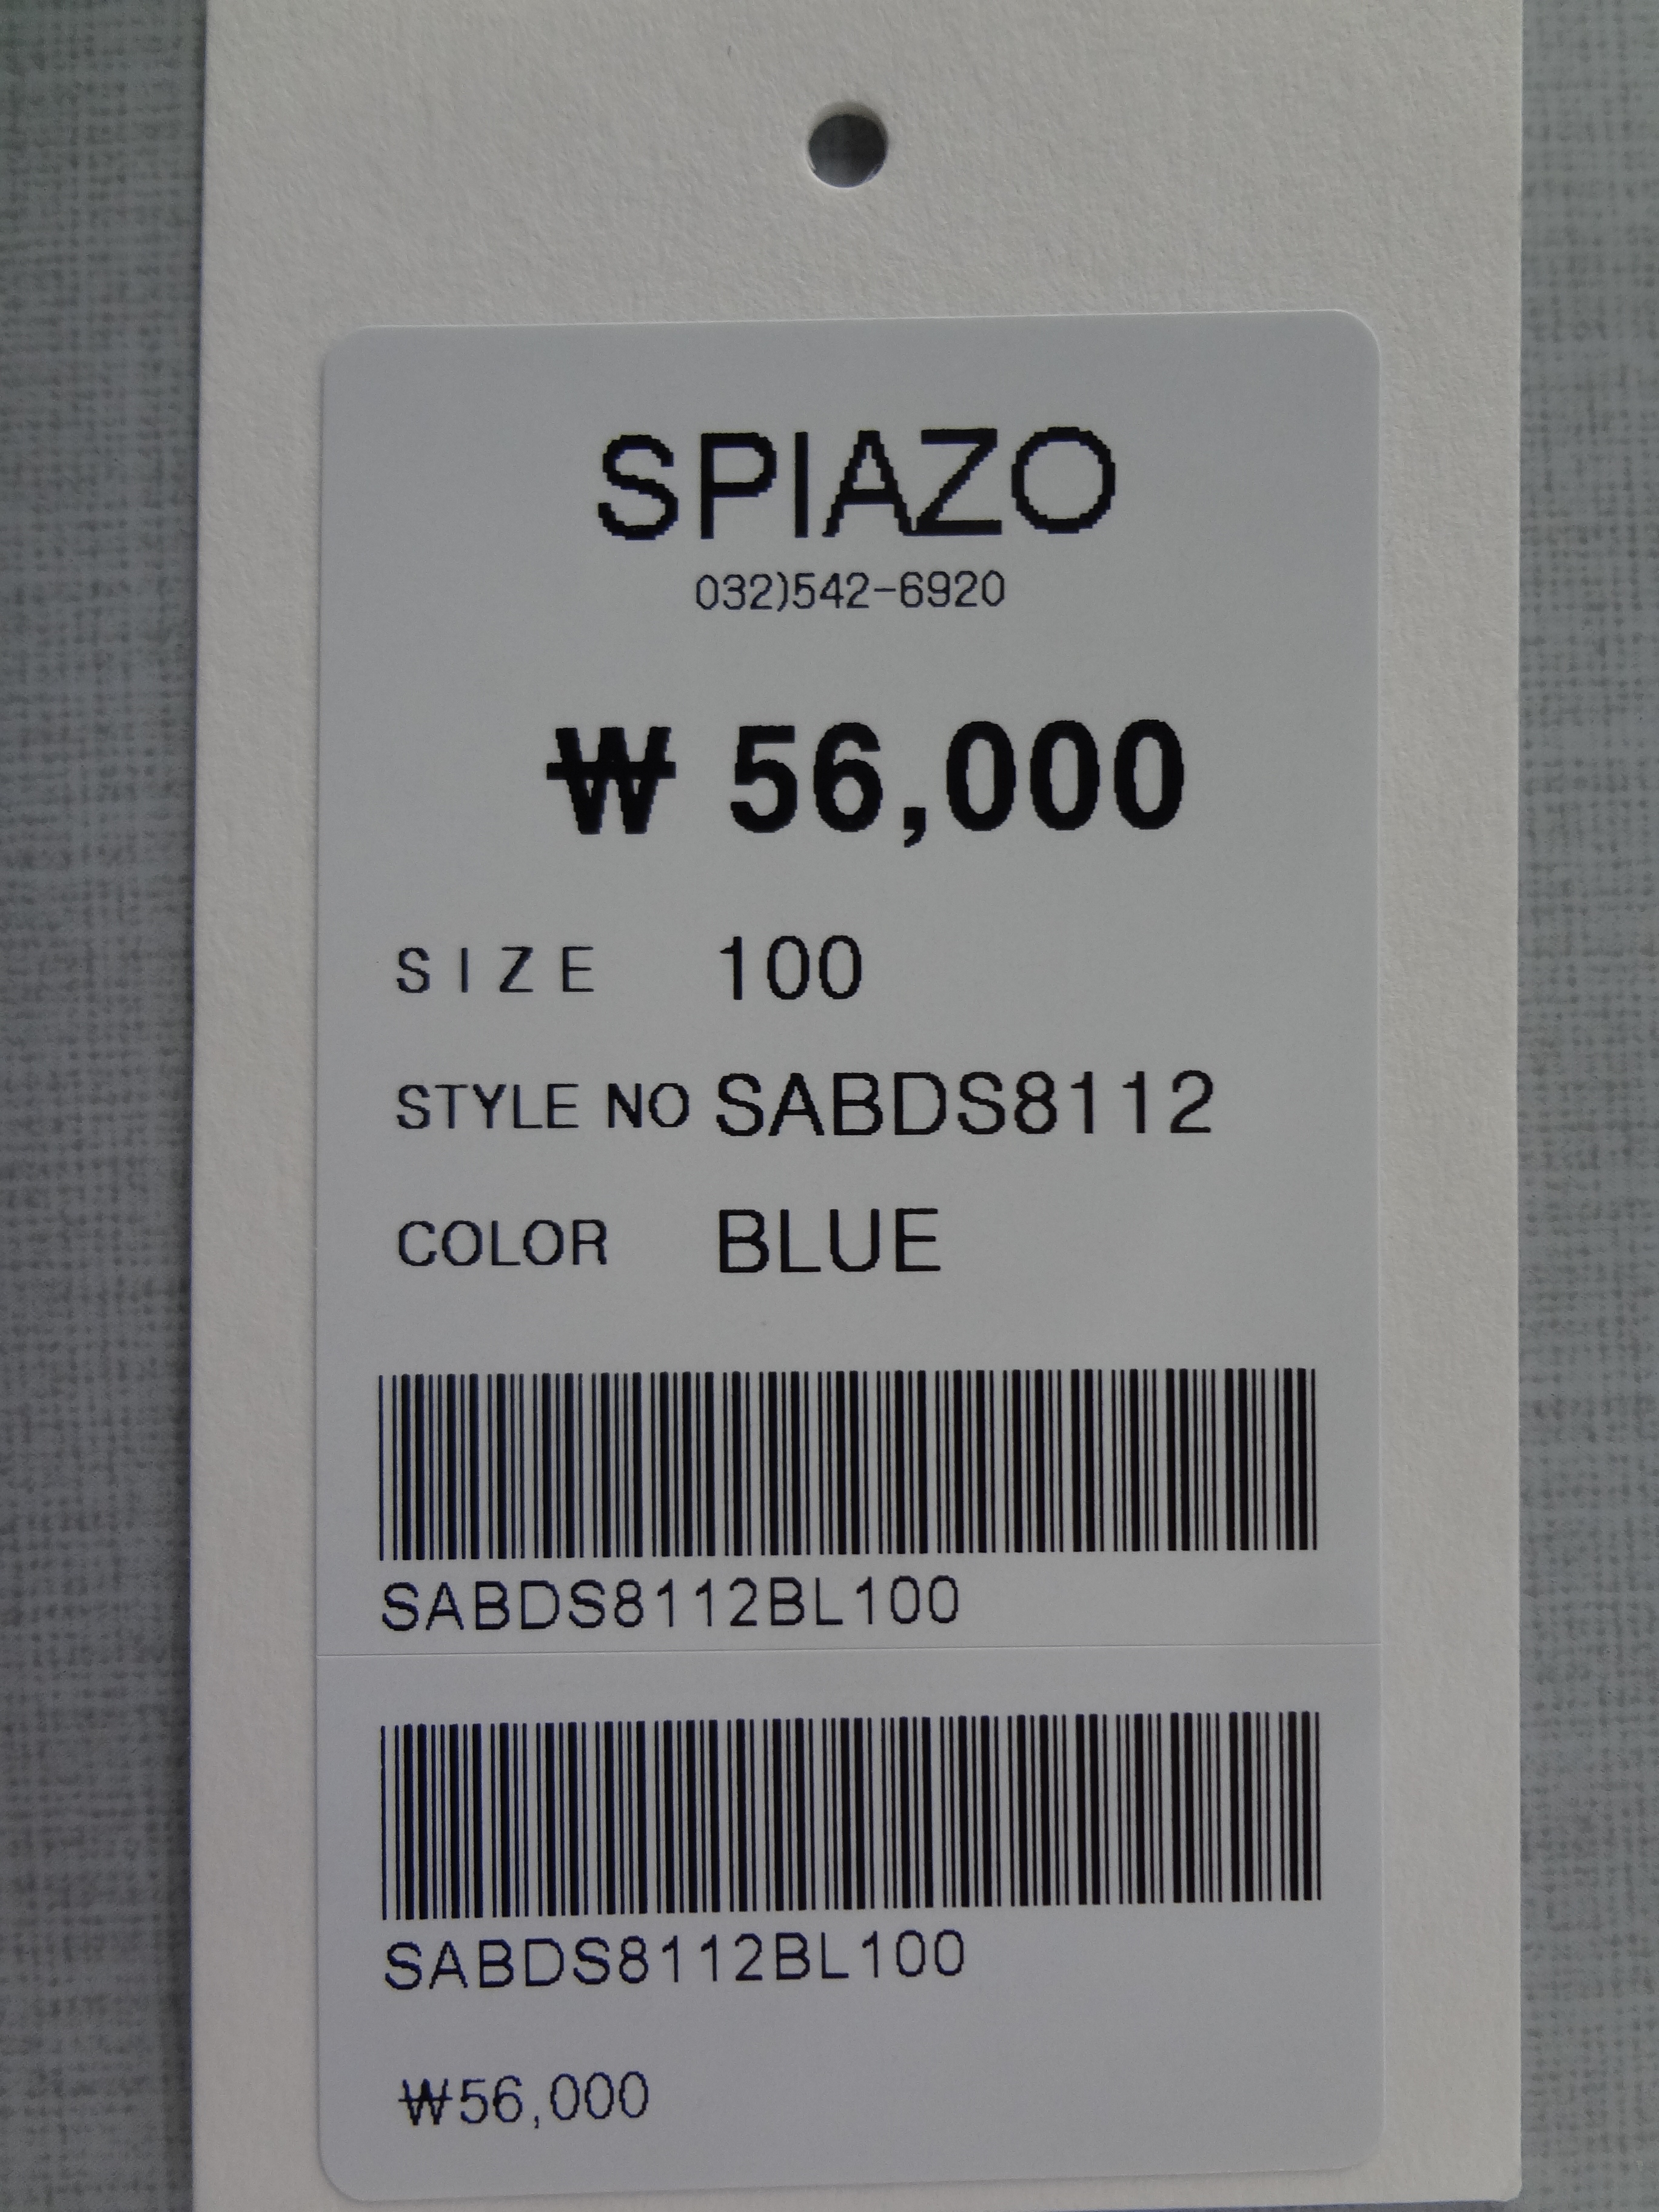 SPIAZO
032)542-6920
₩ 56,000
SIZE 100
STYLE NO SABDS8112
COLOR BLUE
SABDS8112BL100
SABDS8112BL100
₩56,000